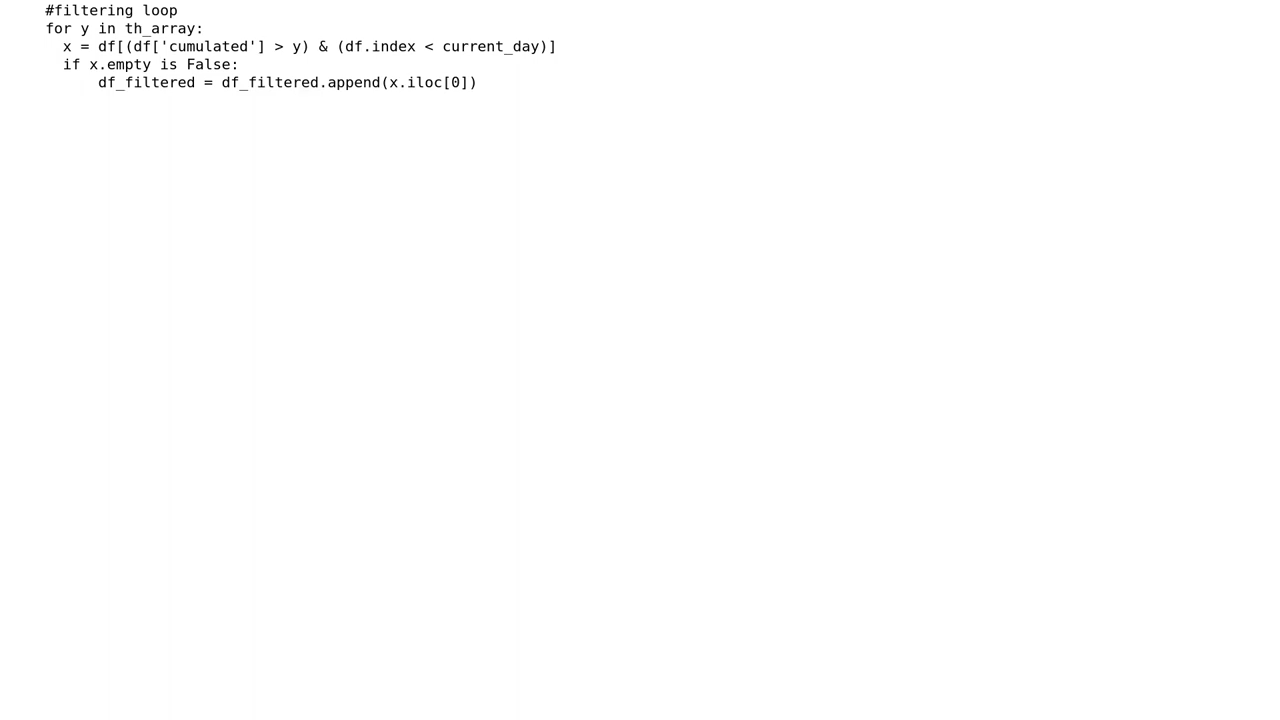 #filtering loop
for y in th_array:
  x = df[(df['cumulated'] > y) & (df.index < current_day)]
  if x.empty is False:
      df_filtered = df_filtered.append(x.iloc[0])